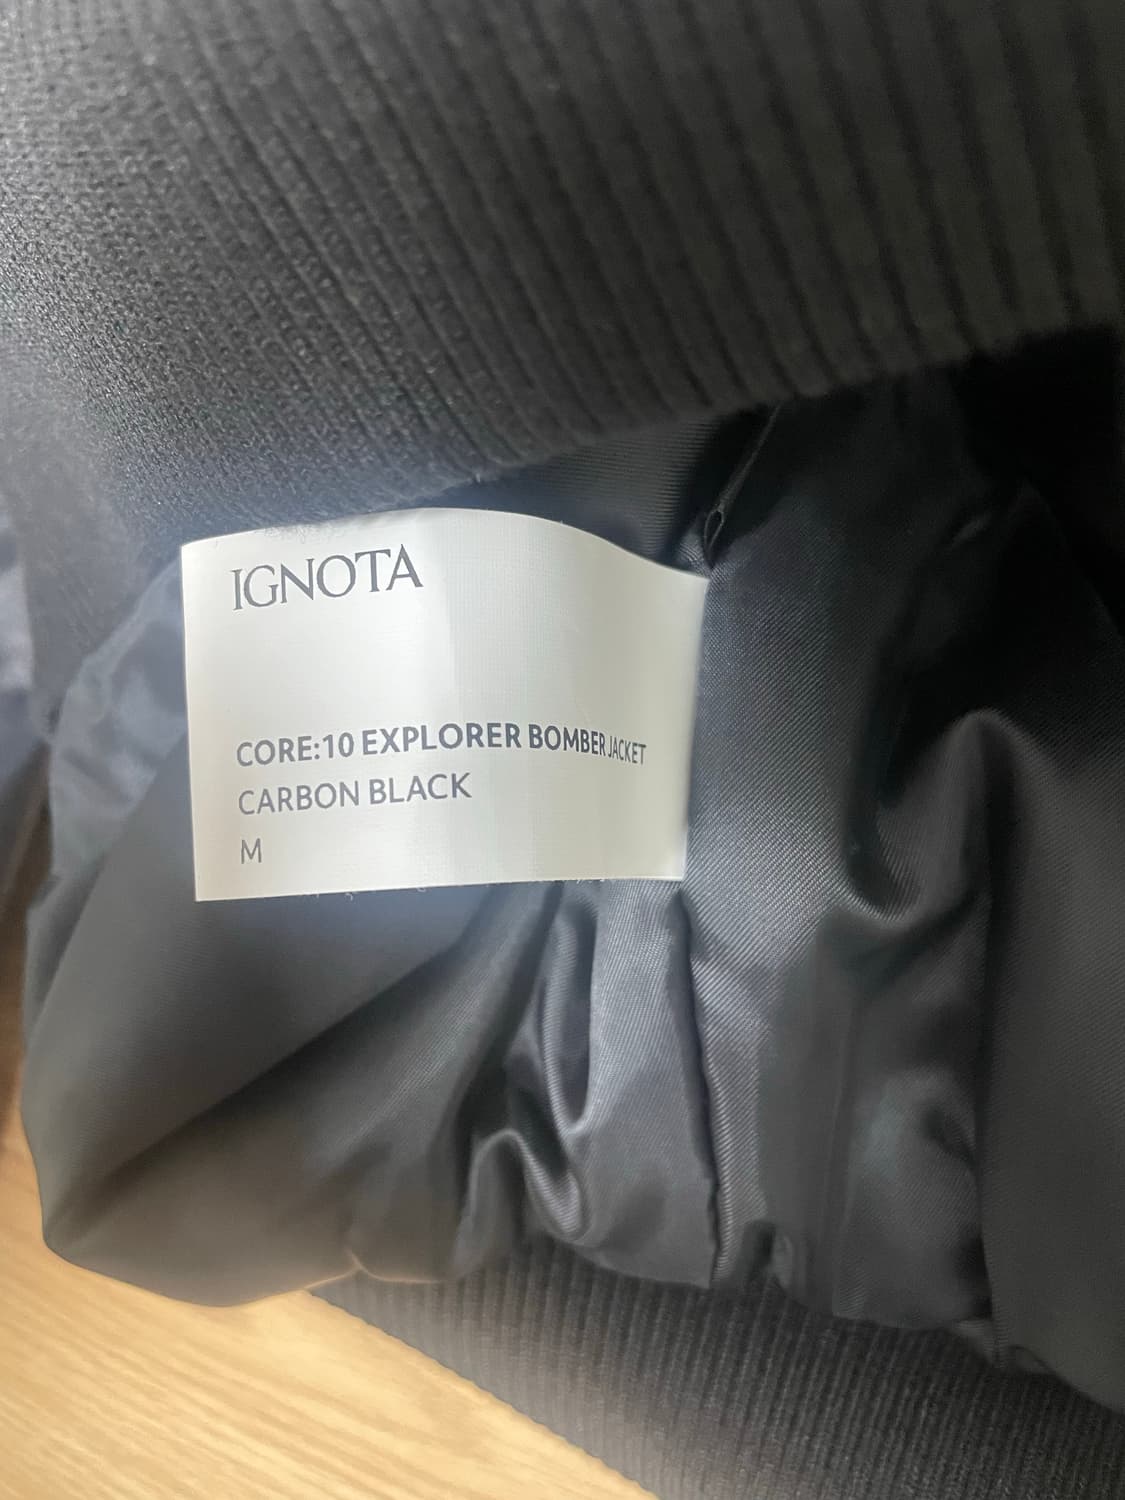 IGNOTA
CORE:10 EXPLORER BOMBER JACKET
CARBON BLACK
M